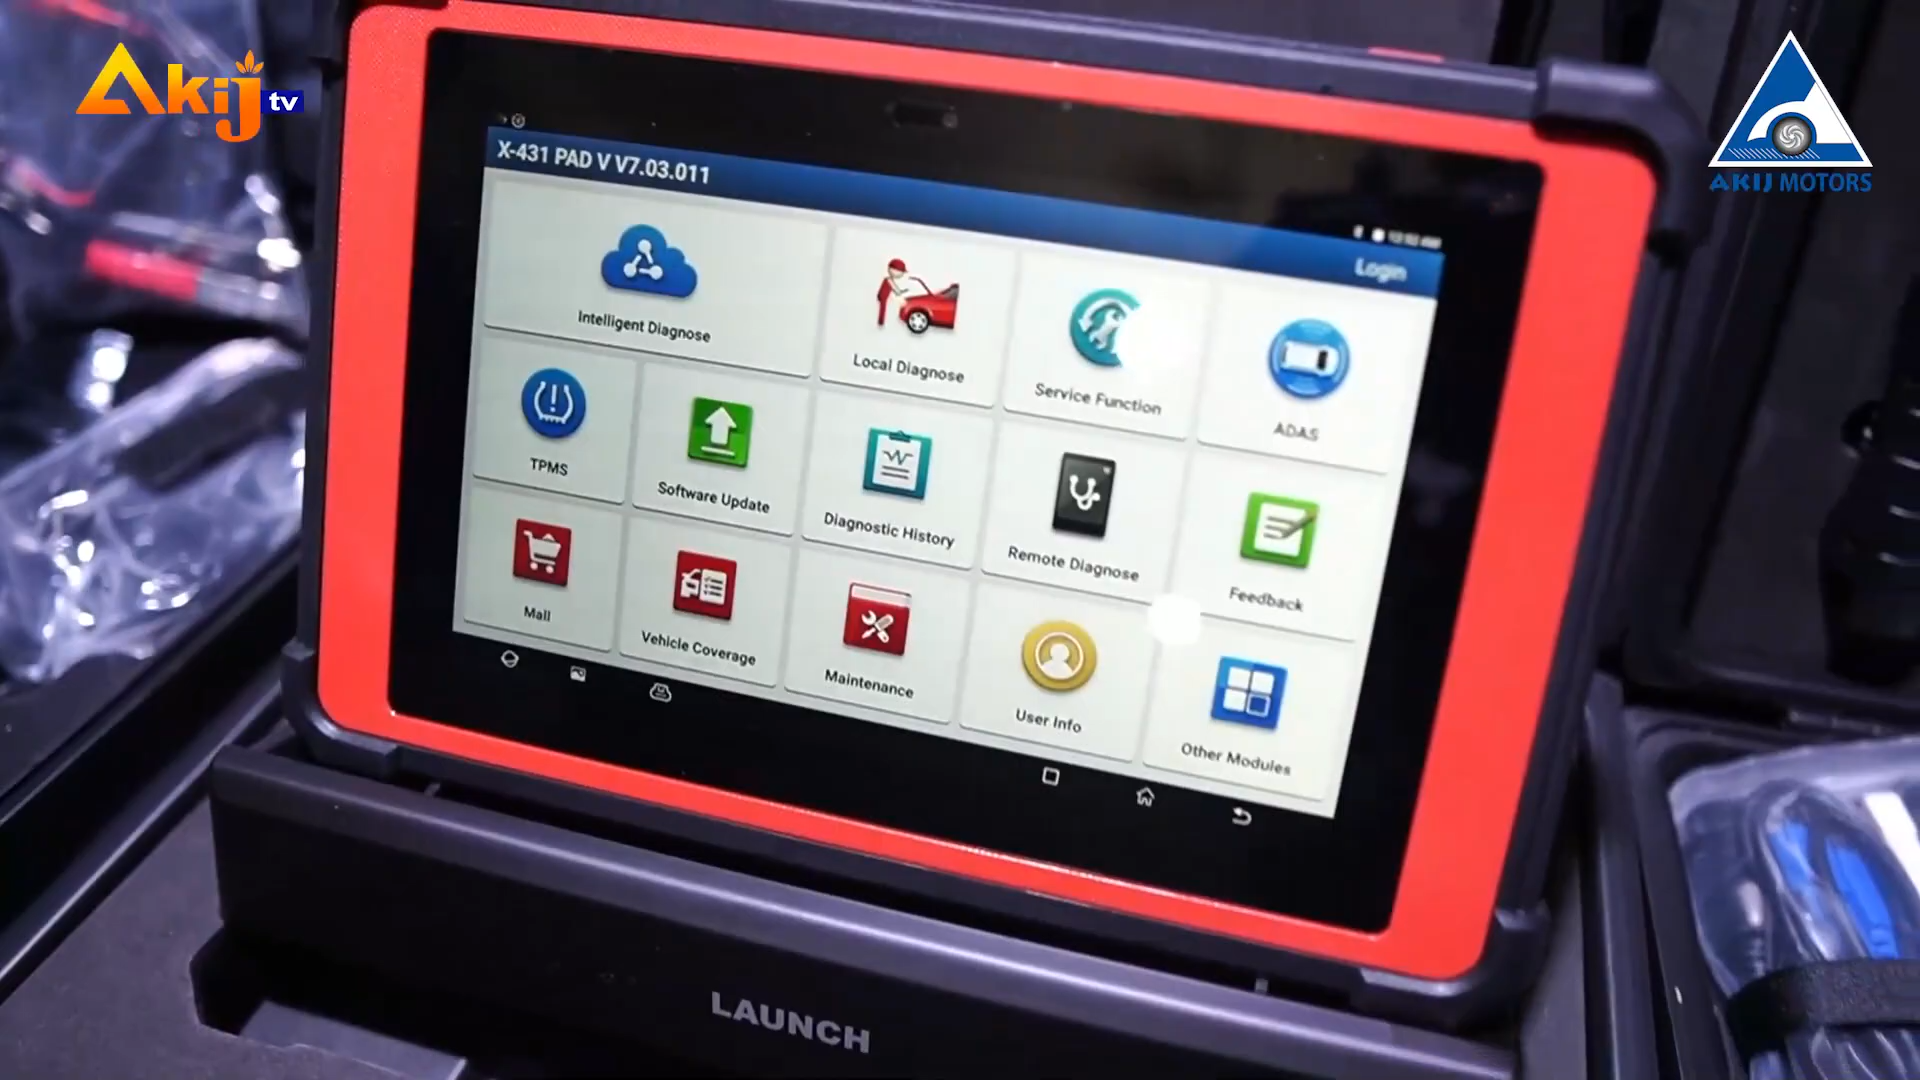 Akij tv
AKIJ MOTORS
X-431 PAD V V7.03.011
Login
Intelligent Diagnose
Local Diagnose
Service Function
ADAS
TPMS
Software Update
Diagnostic History
Remote Diagnose
Feedback
Mall
Vehicle Coverage
Maintenance
User Info
Other Modules
LAUNCH